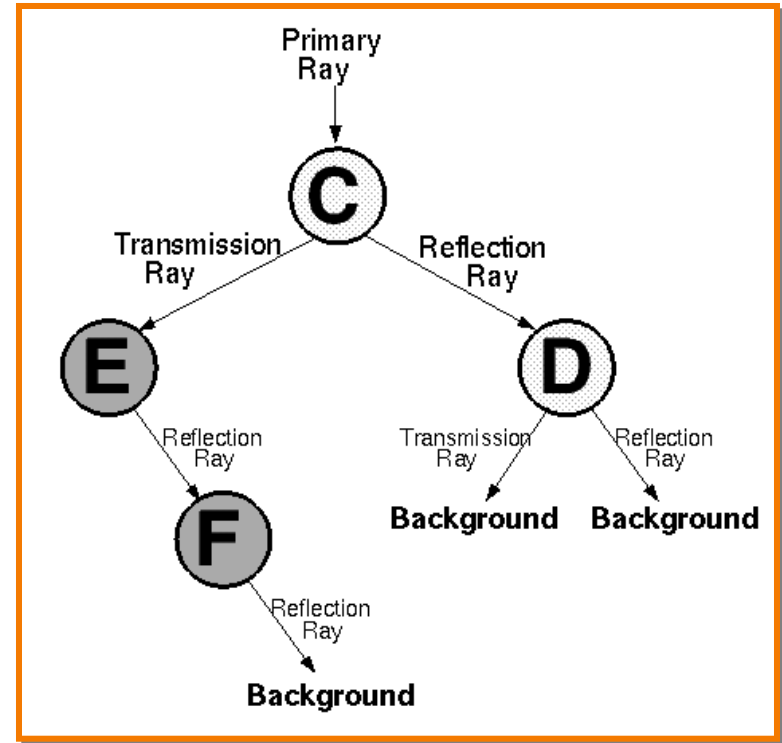 Primary
Ray
C
Transmission
Ray
Reflection
Ray
E
D
Reflection
Ray
Transmission
Ray
Reflection
Ray
Background
Background
F
Reflection
Ray
Background